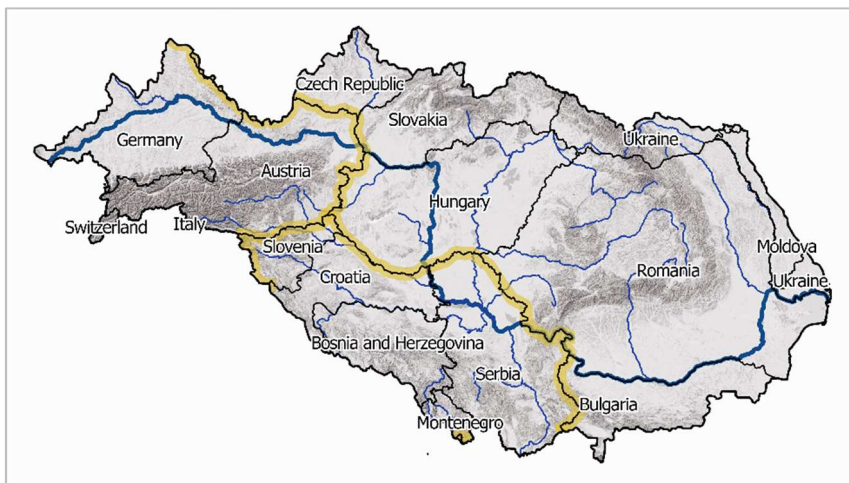 Czech Republic
Slovakia
Germany
Ukraine
Austria
Hungary
Switzerland
Italy
Slovenia
Moldova
Croatia
Romania
Ukraine
Bosnia and Herzegovina
Serbia
Bulgaria
Montenegro